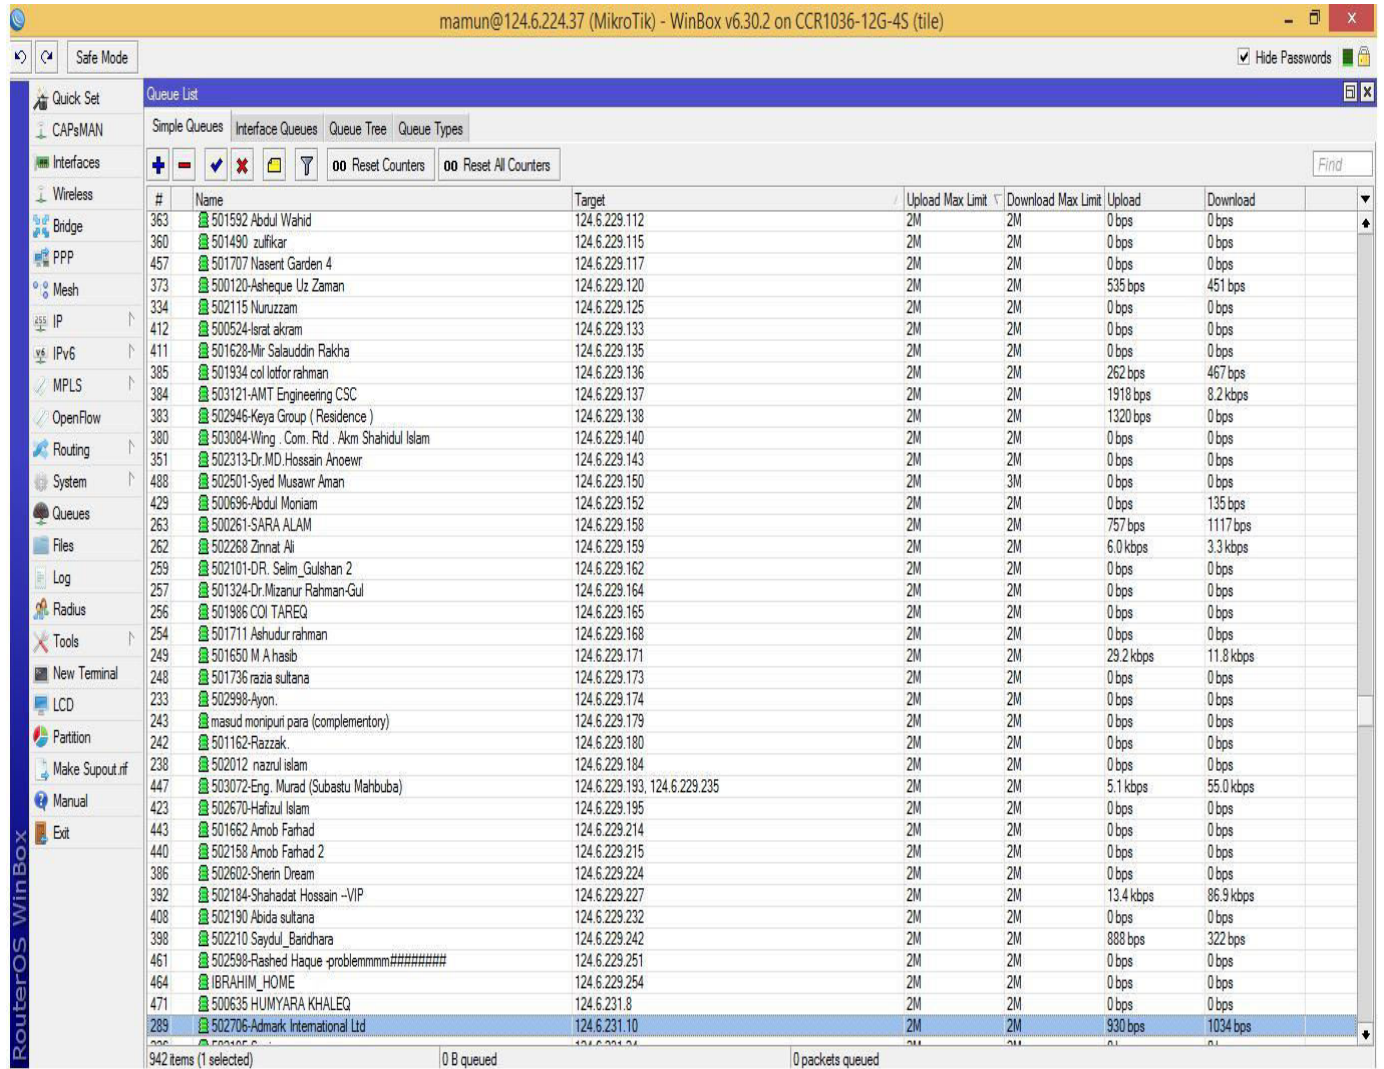 mamun@124.6.224.37 (MikroTik) - WinBox v6.30.2 on CCR1036-12G-4S (tile)
Safe Mode
Hide Passwords
Quick Set
CAPsMAN
Interfaces
Wireless
Bridge
PPP
Mesh
IP
IPv6
MPLS
OpenFlow
Routing
System
Queues
Files
Log
Radius
Tools
New Terminal
LCD
Partition
Make Supout.rif
Manual
Exit
RouterOS WinBox
Queue List
Simple Queues Interface Queues Queue Tree Queue Types
00 Reset Counters 00 Reset All Counters Find
# Name Target Upload Max Limit Download Max Limit Upload Download
363 501592 Abdul Wahid 124.6.229.112 2M 2M 0 bps 0 bps
360 501490 zulfikar 124.6.229.115 2M 2M 0 bps 0 bps
457 501707 Nasent Garden 4 124.6.229.117 2M 2M 0 bps 0 bps
373 500120-Asheque Uz Zaman 124.6.229.120 2M 2M 535 bps 451 bps
334 502115 Nuruzzam 124.6.229.125 2M 2M 0 bps 0 bps
412 500524-Israt akram 124.6.229.133 2M 2M 0 bps 0 bps
411 501628-Mir Salauddin Rakha 124.6.229.135 2M 2M 0 bps 0 bps
385 501934 col lotfor rahman 124.6.229.136 2M 2M 262 bps 467 bps
384 503121-AMT Engineering CSC 124.6.229.137 2M 2M 1918 bps 8.2 kbps
383 502946-Keya Group ( Residence ) 124.6.229.138 2M 2M 1320 bps 0 bps
380 503084-Wing . Com. Rtd . Akm Shahidul Islam 124.6.229.140 2M 2M 0 bps 0 bps
351 502313-Dr.MD.Hossain Anoewr 124.6.229.143 2M 2M 0 bps 0 bps
488 502501-Syed Musawr Aman 124.6.229.150 2M 3M 0 bps 0 bps
429 500696-Abdul Moniam 124.6.229.152 2M 2M 0 bps 135 bps
263 500261-SARA ALAM 124.6.229.158 2M 2M 757 bps 1117 bps
262 502268 Zinnat Ali 124.6.229.159 2M 2M 6.0 kbps 3.3 kbps
259 502101-DR. Selim_Gulshan 2 124.6.229.162 2M 2M 0 bps 0 bps
257 501324-Dr.Mizanur Rahman-Gul 124.6.229.164 2M 2M 0 bps 0 bps
256 501986 COl TAREQ 124.6.229.165 2M 2M 0 bps 0 bps
254 501711 Ashudur rahman 124.6.229.168 2M 2M 0 bps 0 bps
249 501650 M A hasib 124.6.229.171 2M 2M 29.2 kbps 11.8 kbps
248 501736 razia sultana 124.6.229.173 2M 2M 0 bps 0 bps
233 502998-Ayon. 124.6.229.174 2M 2M 0 bps 0 bps
243 masud monipuri para (complementory) 124.6.229.179 2M 2M 0 bps 0 bps
242 501162-Razzak. 124.6.229.180 2M 2M 0 bps 0 bps
238 502012 nazrul islam 124.6.229.184 2M 2M 0 bps 0 bps
447 503072-Eng. Murad (Subastu Mahbuba) 124.6.229.193, 124.6.229.235 2M 2M 5.1 kbps 55.0 kbps
423 502670-Hafizul Islam 124.6.229.195 2M 2M 0 bps 0 bps
443 501662 Arnob Farhad 124.6.229.214 2M 2M 0 bps 0 bps
440 502158 Arnob Farhad 2 124.6.229.215 2M 2M 0 bps 0 bps
386 502602-Sherin Dream 124.6.229.224 2M 2M 0 bps 0 bps
392 502184-Shahadat Hossain --VIP 124.6.229.227 2M 2M 13.4 kbps 86.9 kbps
408 502190 Abida sultana 124.6.229.232 2M 2M 0 bps 0 bps
398 502210 Saydul_Baridhara 124.6.229.242 2M 2M 888 bps 322 bps
461 502598-Rashed Haque -problemmmm######## 124.6.229.251 2M 2M 0 bps 0 bps
464 IBRAHIM_HOME 124.6.229.254 2M 2M 0 bps 0 bps
471 500635 HUMYARA KHALEQ 124.6.231.8 2M 2M 0 bps 0 bps
289 502706-Admark International Ltd 124.6.231.10 2M 2M 930 bps 1034 bps
942 items (1 selected) 0 B queued 0 packets queued